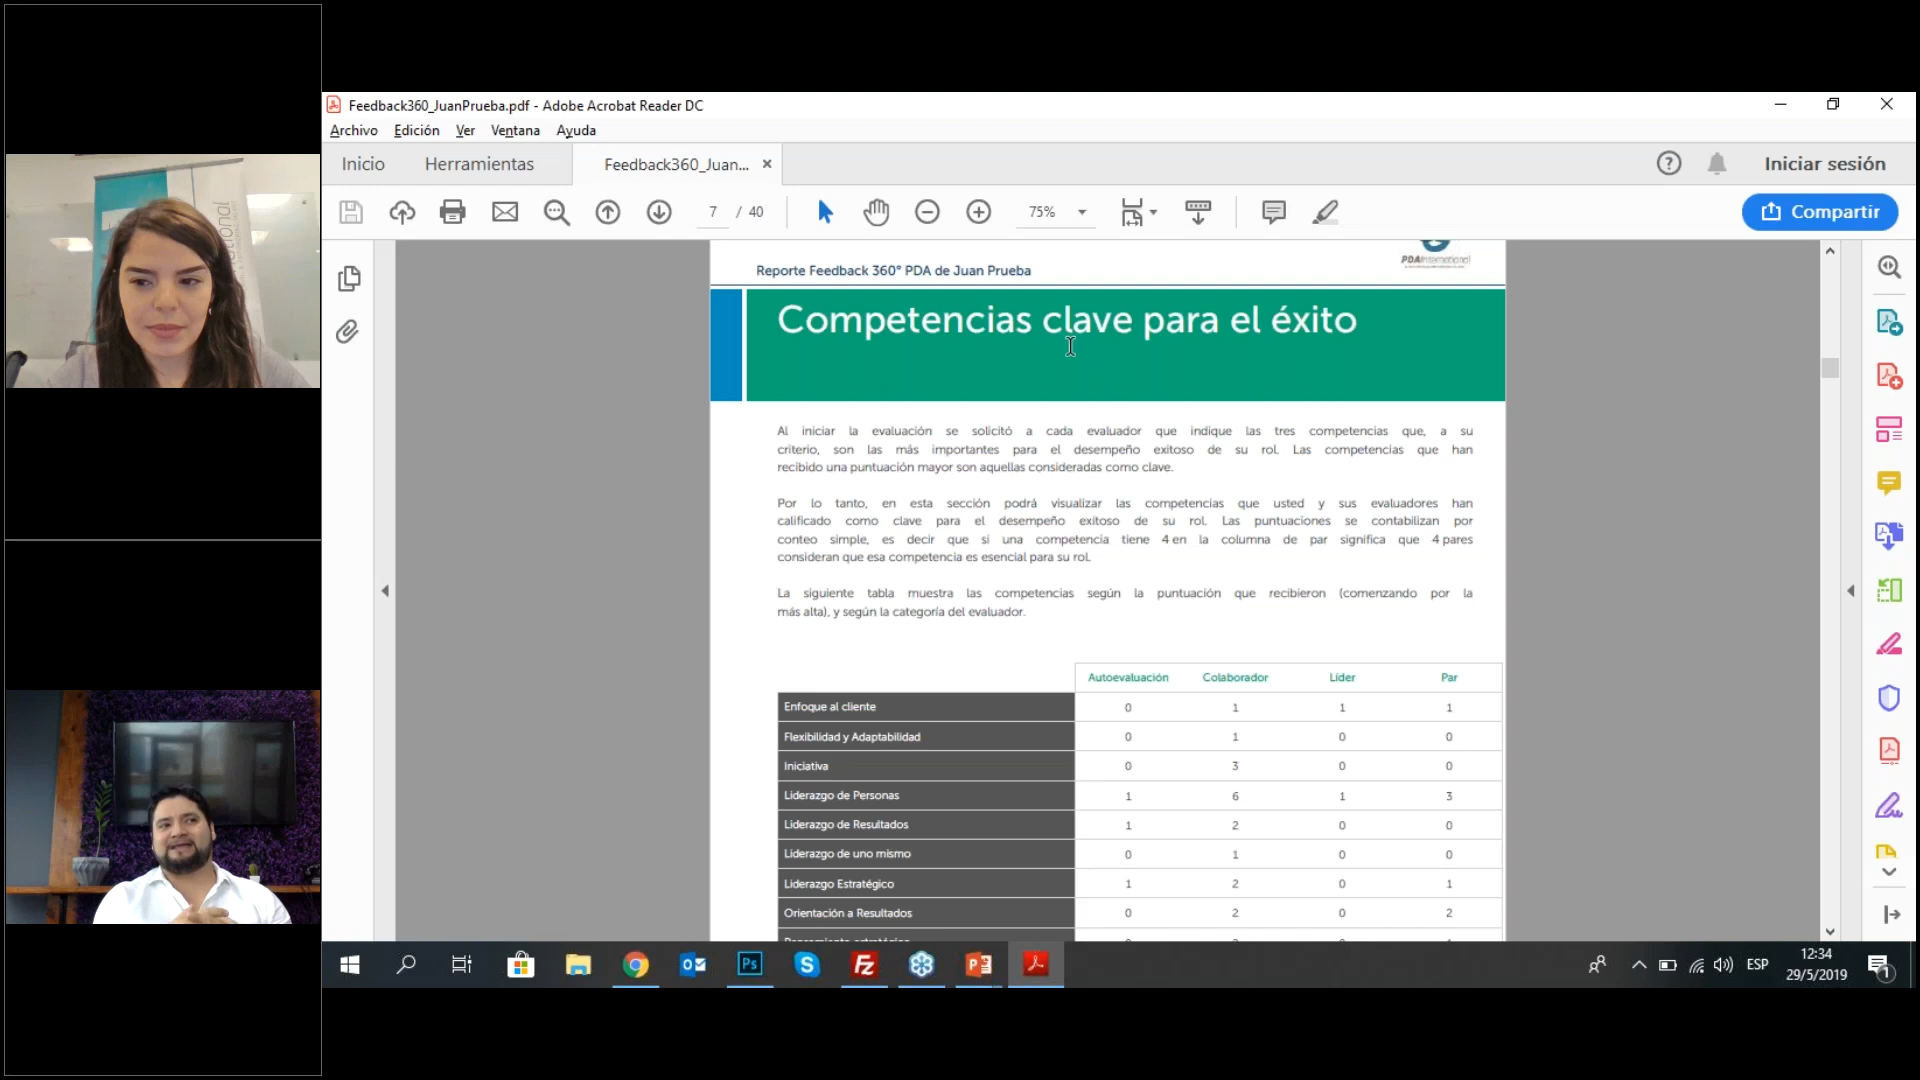 Feedback360_JuanPrueba.pdf - Adobe Acrobat Reader DC
Archivo Edición Ver Ventana Ayuda
Inicio Herramientas Feedback360_Juan... Iniciar sesión
7 / 40 75% Compartir
Reporte Feedback 360° PDA de Juan Prueba
PDA International
Competencias clave para el éxito
Al iniciar la evaluación se solicitó a cada evaluador que indique las tres competencias que, a su
criterio, son las más importantes para el desempeño exitoso de su rol. Las competencias que han
recibido una puntuación mayor son aquellas consideradas como clave.
Por lo tanto, en esta sección podrá visualizar las competencias que usted y sus evaluadores han
calificado como clave para el desempeño exitoso de su rol. Las puntuaciones se contabilizan por
conteo simple, es decir que si una competencia tiene 4 en la columna de par significa que 4 pares
consideran que esa competencia es esencial para su rol.
La siguiente tabla muestra las competencias según la puntuación que recibieron (comenzando por la
más alta), y según la categoría del evaluador.
Autoevaluación Colaborador Líder Par
Enfoque al cliente 0 1 1 1
Flexibilidad y Adaptabilidad 0 1 0 0
Iniciativa 0 3 0 0
Liderazgo de Personas 1 6 1 3
Liderazgo de Resultados 1 2 0 0
Liderazgo de uno mismo 0 1 0 0
Liderazgo Estratégico 1 2 0 1
Orientación a Resultados 0 2 0 2
ESP
12:34
29/5/2019
1